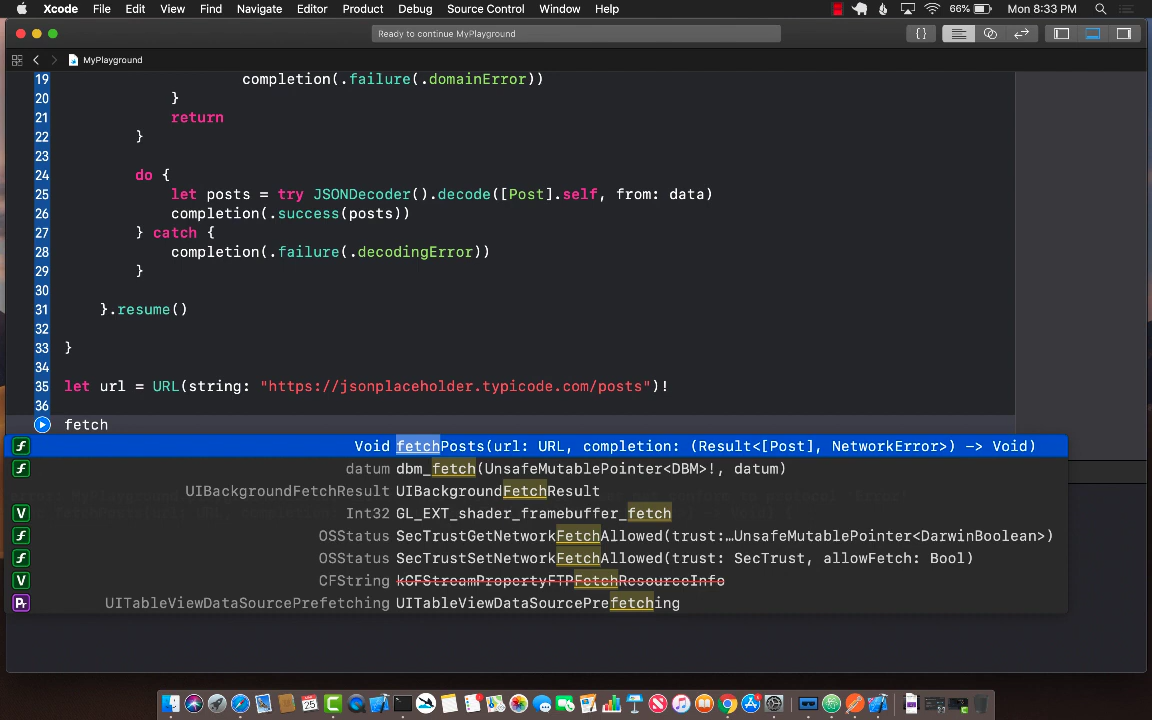 Xcode File Edit View Find Navigate Editor Product Debug Source Control Window Help 66% Mon 8:33 PM
Ready to continue MyPlayground
MyPlayground
19 completion(.failure(.domainError))
20 }
21 return
22 }
23
24 do {
25 let posts = try JSONDecoder().decode([Post].self, from: data)
26 completion(.success(posts))
27 } catch {
28 completion(.failure(.decodingError))
29 }
30
31 }.resume()
32
33 }
34
35 let url = URL(string: "https://jsonplaceholder.typicode.com/posts")!
36
fetch
f Void fetchPosts(url: URL, completion: (Result<[Post], NetworkError>) -> Void)
f datum dbm_fetch(UnsafeMutablePointer<DBM>!, datum)
UIBackgroundFetchResult UIBackgroundFetchResult
V Int32 GL_EXT_shader_framebuffer_fetch
f OSStatus SecTrustGetNetworkFetchAllowed(trust:…UnsafeMutablePointer<DarwinBoolean>)
f OSStatus SecTrustSetNetworkFetchAllowed(trust: SecTrust, allowFetch: Bool)
V CFString kCFStreamPropertyFTPFetchResourceInfo
Pr UITableViewDataSourcePrefetching UITableViewDataSourcePrefetching